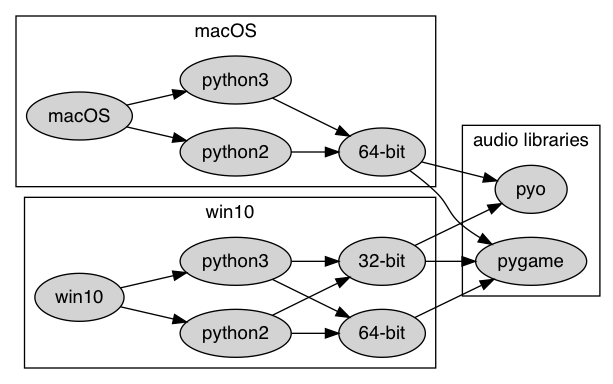 macOS
python3
macOS
python2
64-bit
audio libraries
pyo
pygame
win10
python3
32-bit
win10
python2
64-bit